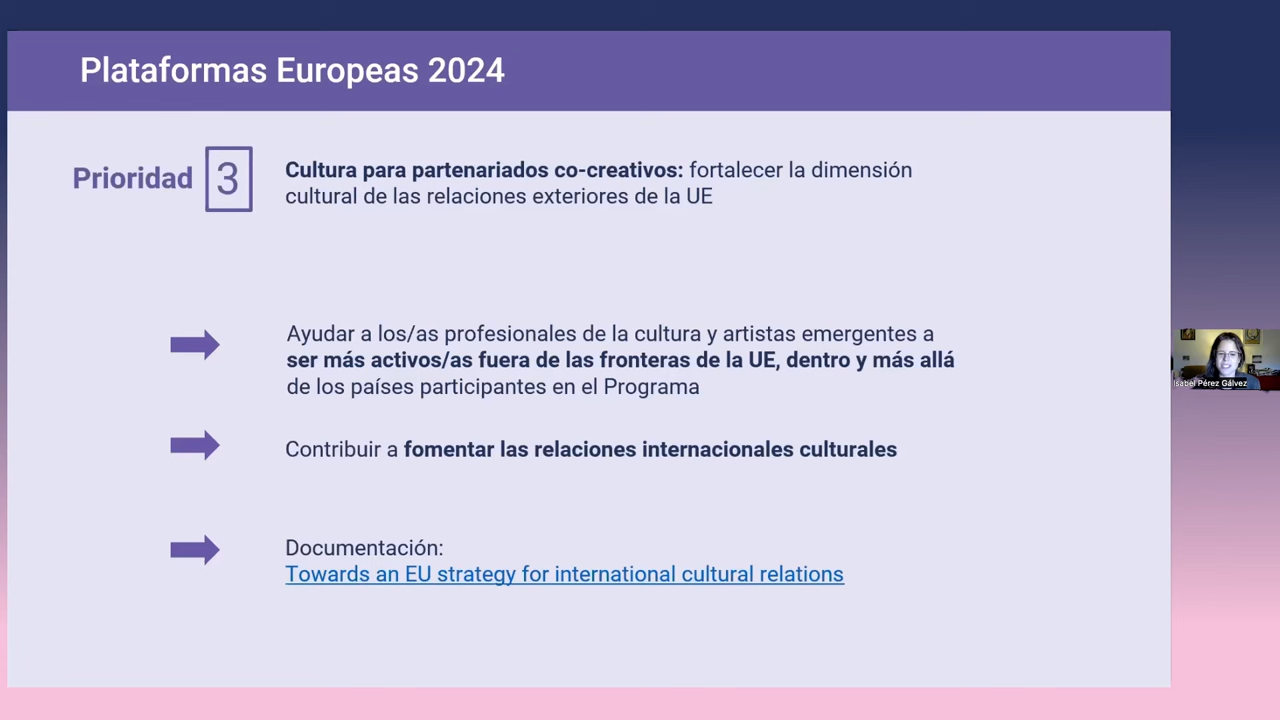 Plataformas Europeas 2024
Prioridad 3
Cultura para partenariados co-creativos: fortalecer la dimensión
cultural de las relaciones exteriores de la UE
Ayudar a los/as profesionales de la cultura y artistas emergentes a
ser más activos/as fuera de las fronteras de la UE, dentro y más allá
de los países participantes en el Programa
Contribuir a fomentar las relaciones internacionales culturales
Documentación:
Towards an EU strategy for international cultural relations
Isabel Pérez Gálvez